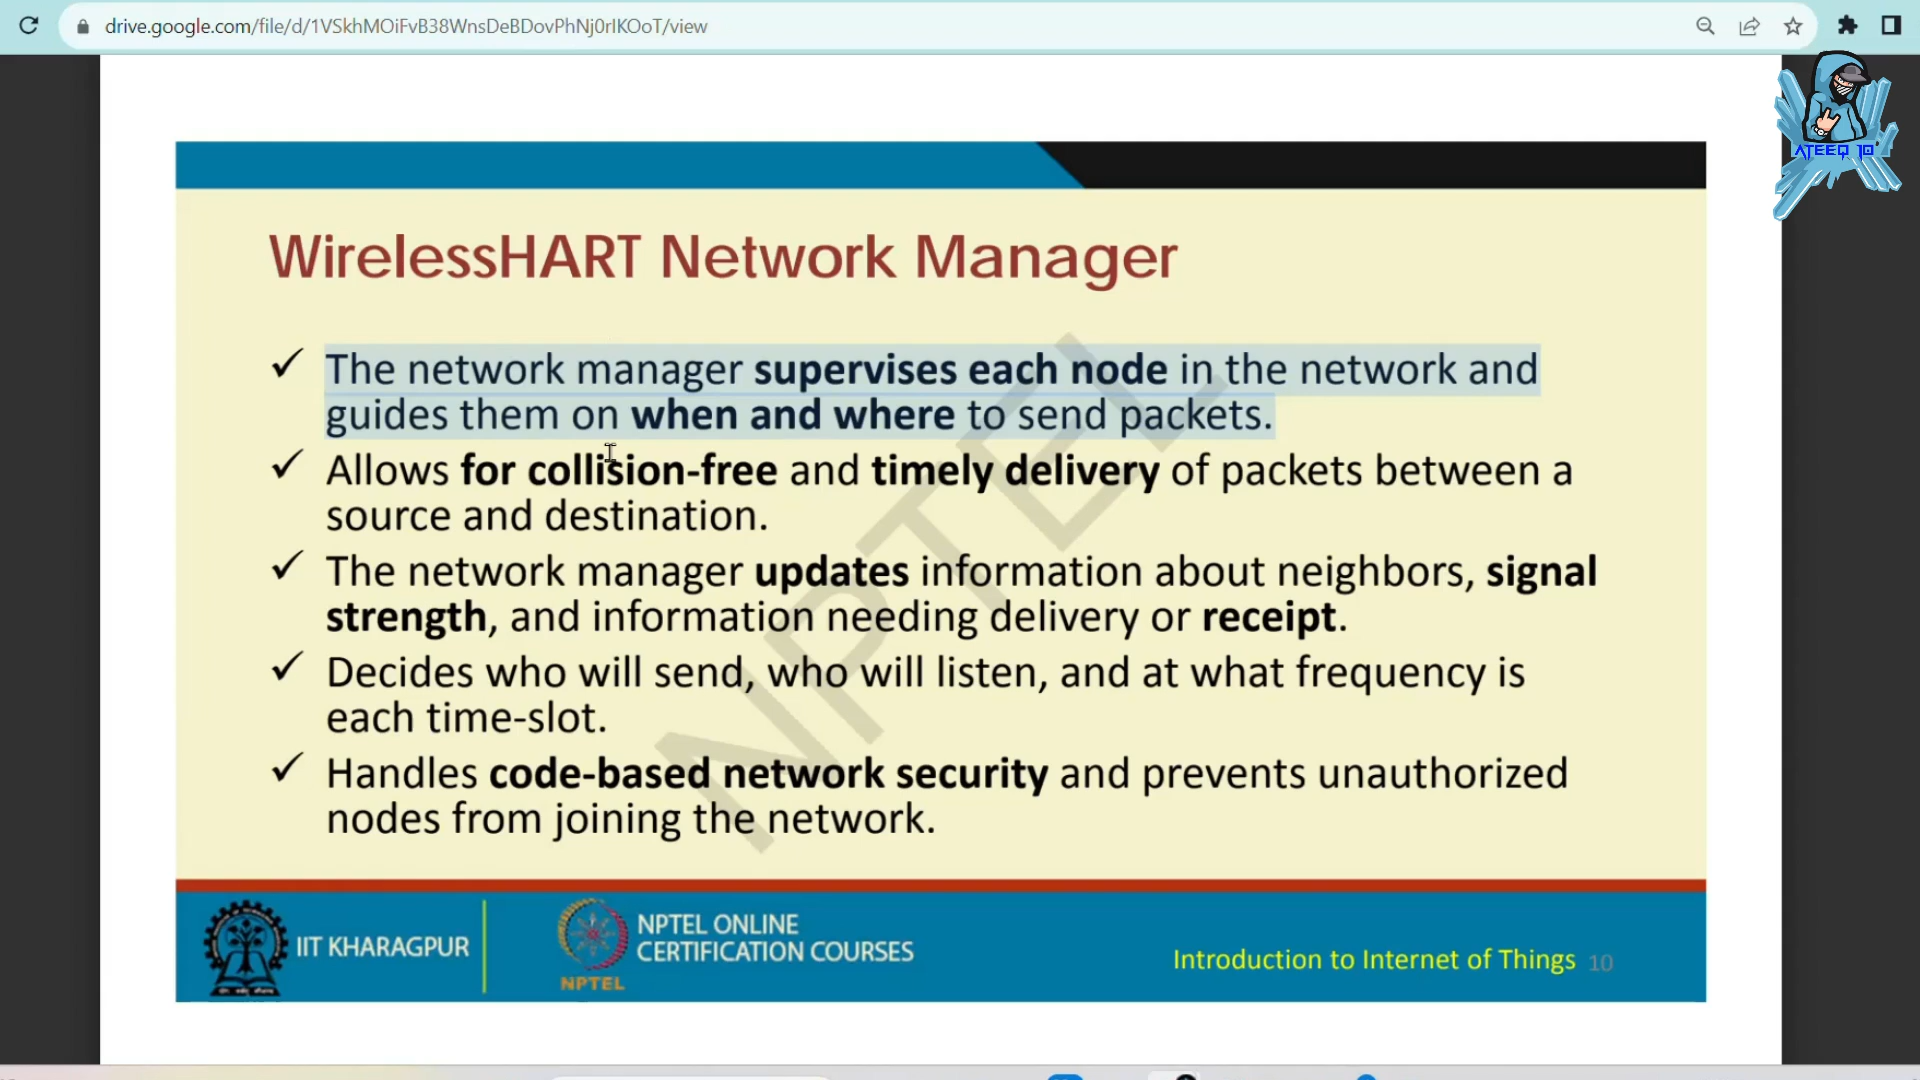 drive.google.com/file/d/1VSkhMOiFvB38WnsDeBDovPhNj0rIKOoT/view
ATEEQ 10
WirelessHART Network Manager
✓ The network manager supervises each node in the network and
guides them on when and where to send packets.
✓ Allows for collision-free and timely delivery of packets between a
source and destination.
✓ The network manager updates information about neighbors, signal
strength, and information needing delivery or receipt.
✓ Decides who will send, who will listen, and at what frequency is
each time-slot.
✓ Handles code-based network security and prevents unauthorized
nodes from joining the network.
NPTEL
IIT KHARAGPUR
NPTEL
NPTEL ONLINE
CERTIFICATION COURSES
Introduction to Internet of Things 10